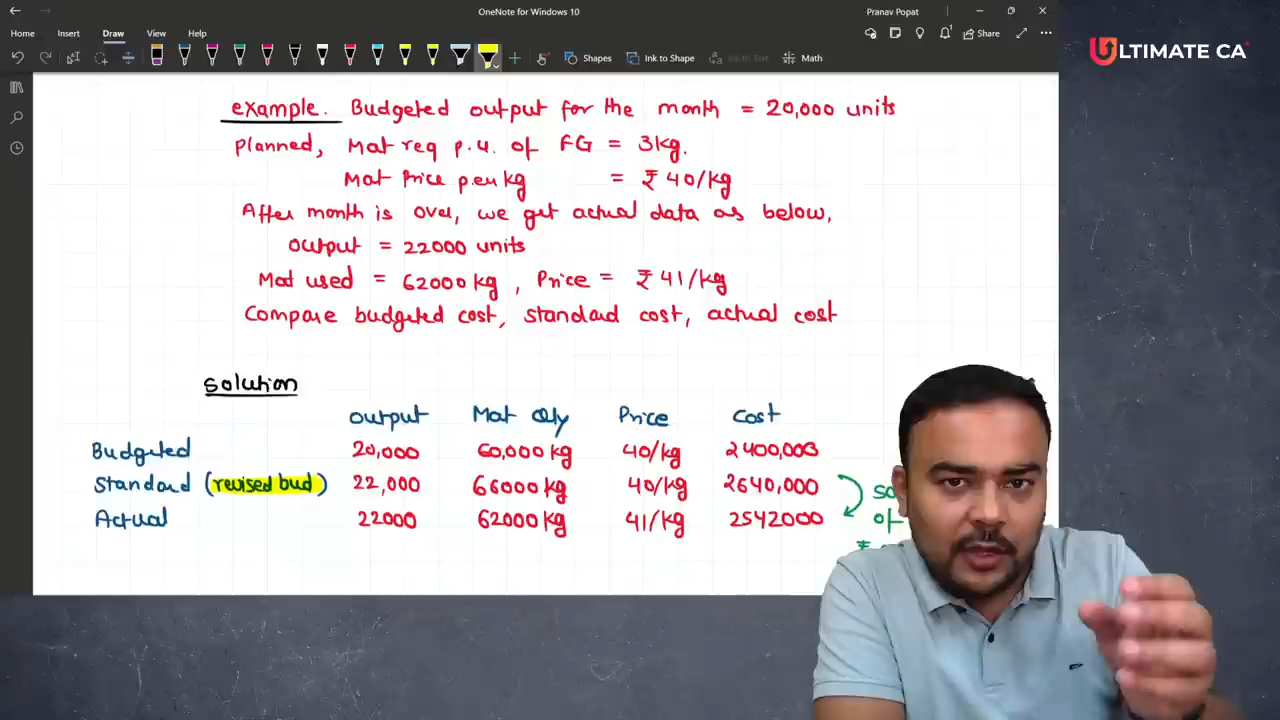 OneNote for Windows 10
Pranav Popat
Home Insert Draw View Help
Share
Shapes Ink to Shape Ink to Text Math
ULTIMATE CA
example. Budgeted output for the month = 20,000 units
planned, Mat req p.u. of FG = 3kg.
Mat Price per kg = ₹ 40/kg
After month is over, we get actual data as below,
output = 22000 units
Mat used = 62000 kg, Price = ₹ 41/kg
Compare budgeted cost, standard cost, actual cost
solution
output Mat Qty Price Cost
Budgeted 20,000 60,000 kg 40/kg 2400,000
Standard (revised bud) 22,000 66000 kg 40/kg 2640,000
Actual 22000 62000 kg 41/kg 2542000
of
₹